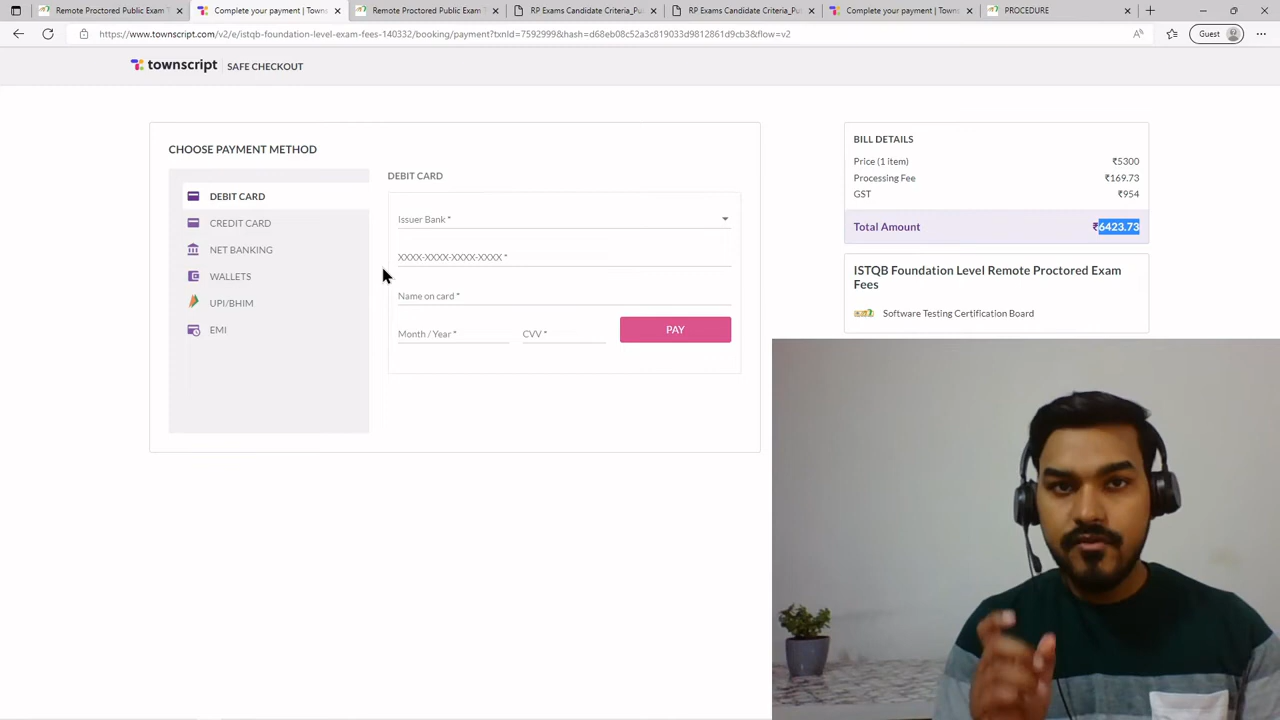 Remote Proctored Public Exam T
Complete your payment | Towns
Remote Proctored Public Exam T
RP Exams Candidate Criteria_Pu
RP Exams Candidate Criteria_Pul
Complete your payment | Towns
PROCEDURE
https://www.townscript.com/v2/e/istqb-foundation-level-exam-fees-140332/booking/payment?txnId=7592999&hash=d68eb08c52a3c819033d9812861d9cb3&flow=v2
Guest
townscript SAFE CHECKOUT
CHOOSE PAYMENT METHOD
DEBIT CARD
CREDIT CARD
NET BANKING
WALLETS
UPI/BHIM
EMI
DEBIT CARD
Issuer Bank *
XXXX-XXXX-XXXX-XXXX *
Name on card *
Month / Year *
CVV *
PAY
BILL DETAILS
Price (1 item) ₹5300
Processing Fee ₹169.73
GST ₹954
Total Amount ₹6423.73
ISTQB Foundation Level Remote Proctored Exam
Fees
Software Testing Certification Board